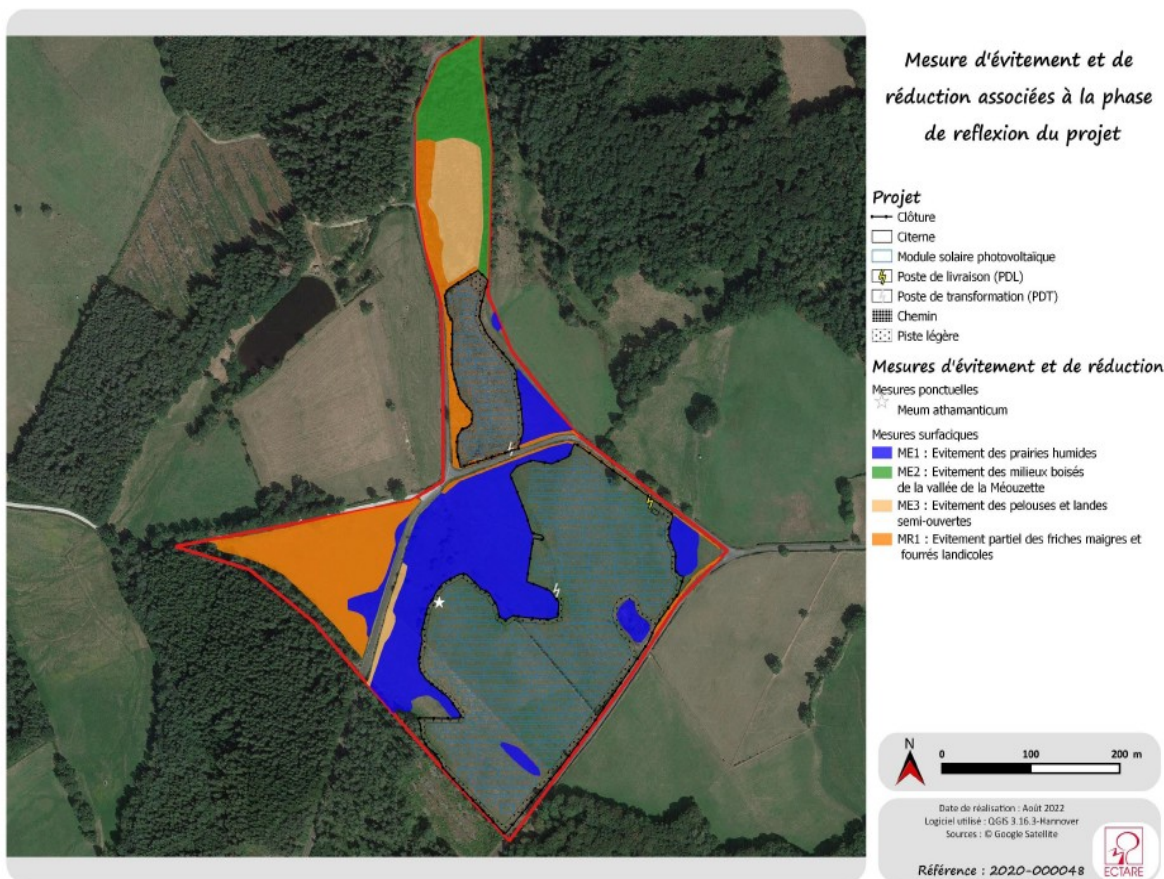 Mesure d'évitement et de
réduction associées à la phase
de reflexion du projet
Projet
Clôture
Citerne
Module solaire photovoltaïque
Poste de livraison (PDL)
Poste de transformation (PDT)
Chemin
Piste légère
Mesures d'évitement et de réduction
Mesures ponctuelles
Meum athamanticum
Mesures surfaciques
ME1 : Evitement des prairies humides
ME2 : Evitement des milieux boisés
de la vallée de la Méouzette
ME3 : Evitement des pelouses et landes
semi-ouvertes
MR1 : Evitement partiel des friches maigres et
fourrés landicoles
N
0 100 200 m
Date de réalisation : Août 2022
Logiciel utilisé : QGIS 3.16.3-Hannover
Sources : © Google Satellite
Référence : 2020-000048
ECTARE